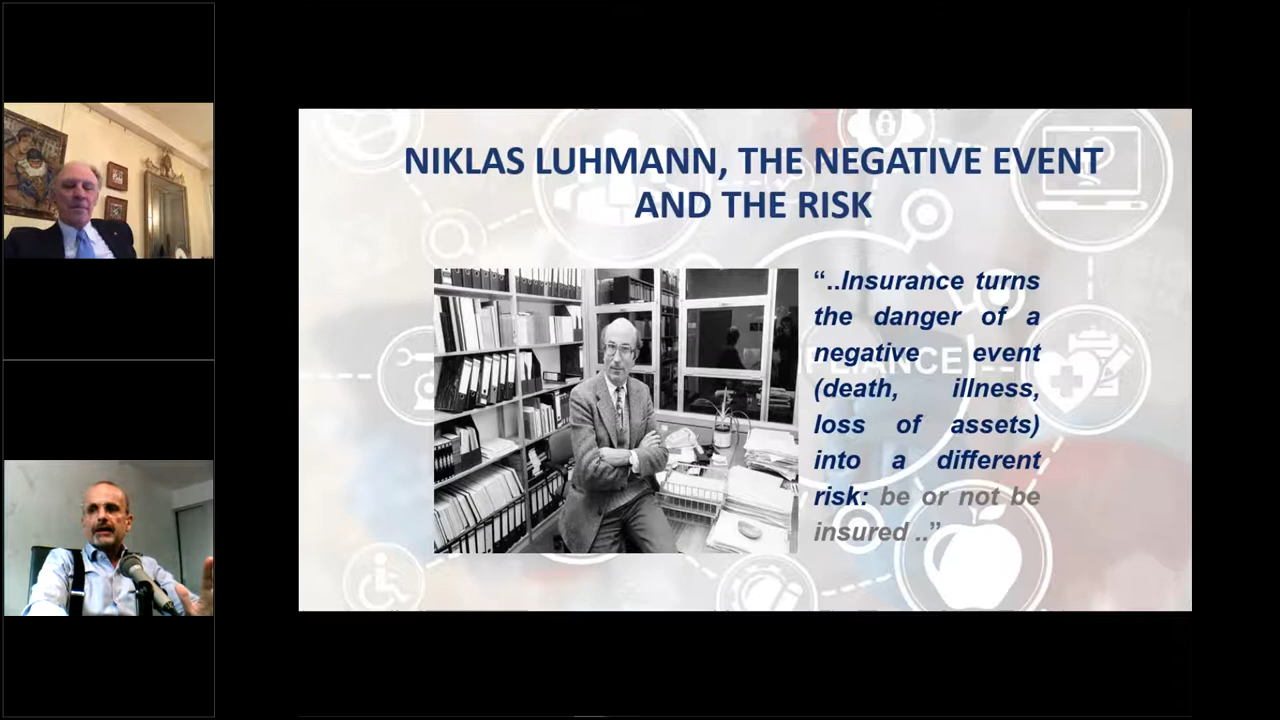 NIKLAS LUHMANN, THE NEGATIVE EVENT
AND THE RISK
“..Insurance turns
the danger of a
negative event
(death, illness,
loss of assets)
into a different
risk: be or not be
insured ..”